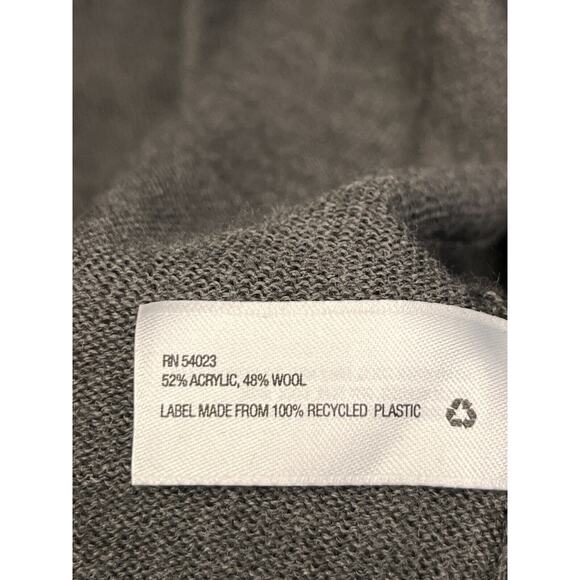 RN 54023
52% ACRYLIC, 48% WOOL
LABEL MADE FROM 100% RECYCLED PLASTIC